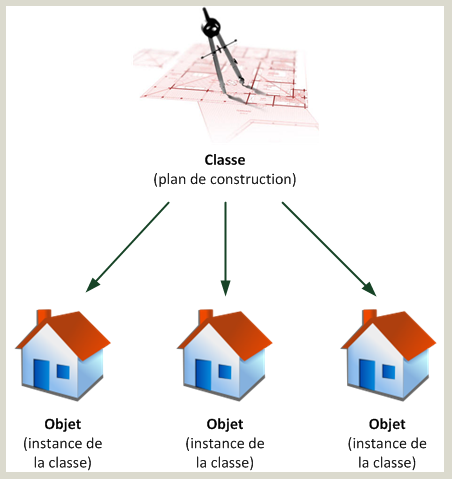 Classe
(plan de construction)
Objet
(instance de
la classe)
Objet
(instance de
la classe)
Objet
(instance de
la classe)